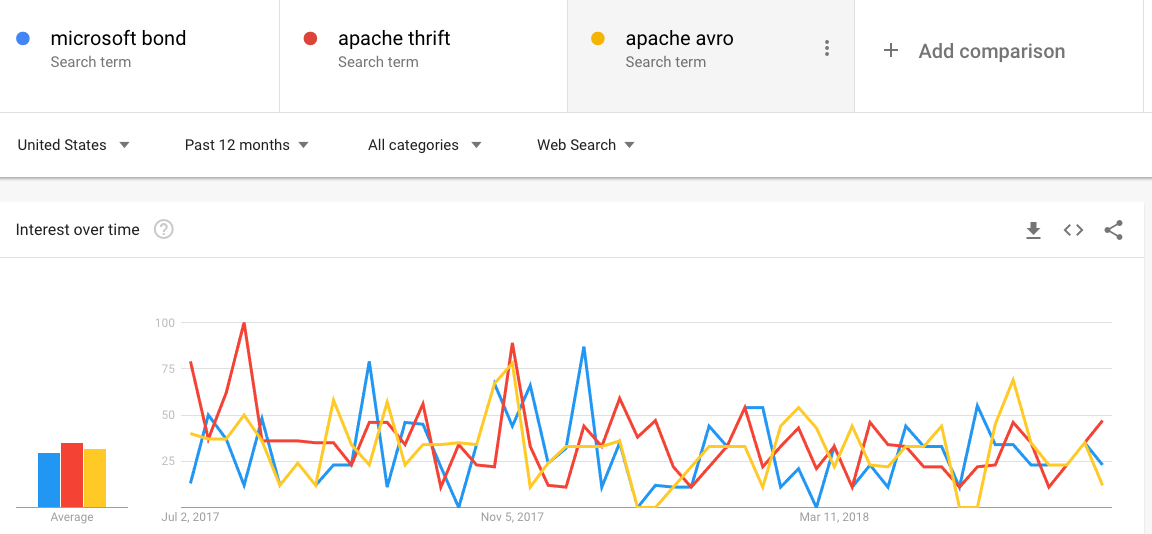 microsoft bond
Search term
apache thrift
Search term
apache avro
Search term
+ Add comparison
United States
Past 12 months
All categories
Web Search
Interest over time ?
100
75
50
25
Average
Jul 2, 2017
Nov 5, 2017
Mar 11, 2018